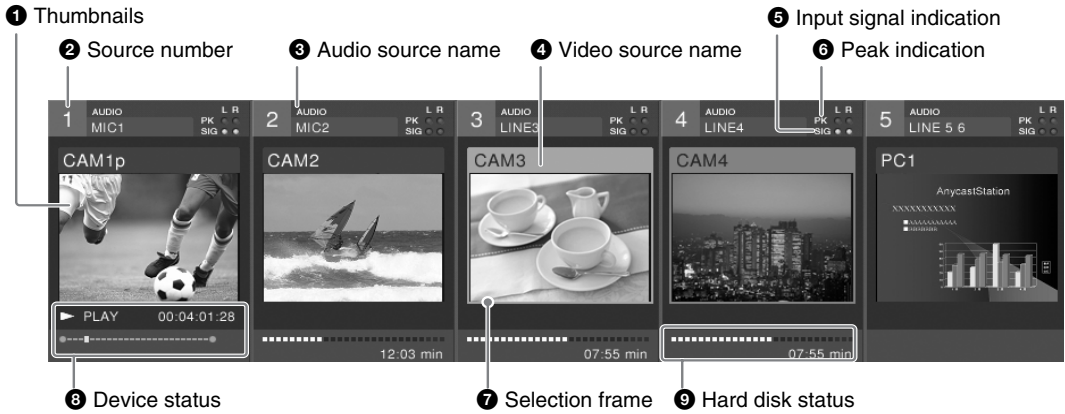 ❶ Thumbnails
❷ Source number
❸ Audio source name
❹ Video source name
❺ Input signal indication
❻ Peak indication
1 AUDIO MIC1 L R PK SIG
2 AUDIO MIC2 L R PK SIG
3 AUDIO LINE3 L R PK SIG
4 AUDIO LINE4 L R PK SIG
5 AUDIO LINE 5 6 L R PK SIG
CAM1p
CAM2
CAM3
CAM4
PC1
AnycastStation
XXXXXXXXXXX
► PLAY 00:04:01:28
12:03 min
07:55 min
07:55 min
❽ Device status
❼ Selection frame
❾ Hard disk status